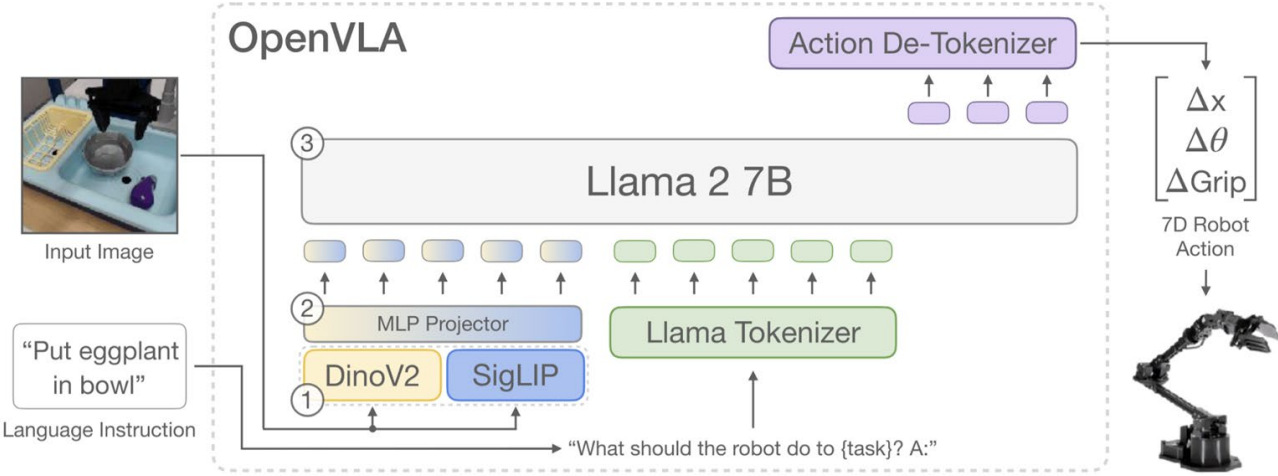 OpenVLA
Action De-Tokenizer
Δx
Δθ
ΔGrip
7D Robot
Action
3
Llama 2 7B
Input Image
2
MLP Projector
Llama Tokenizer
1
DinoV2
SigLIP
“Put eggplant
in bowl”
Language Instruction
“What should the robot do to {task}? A:”